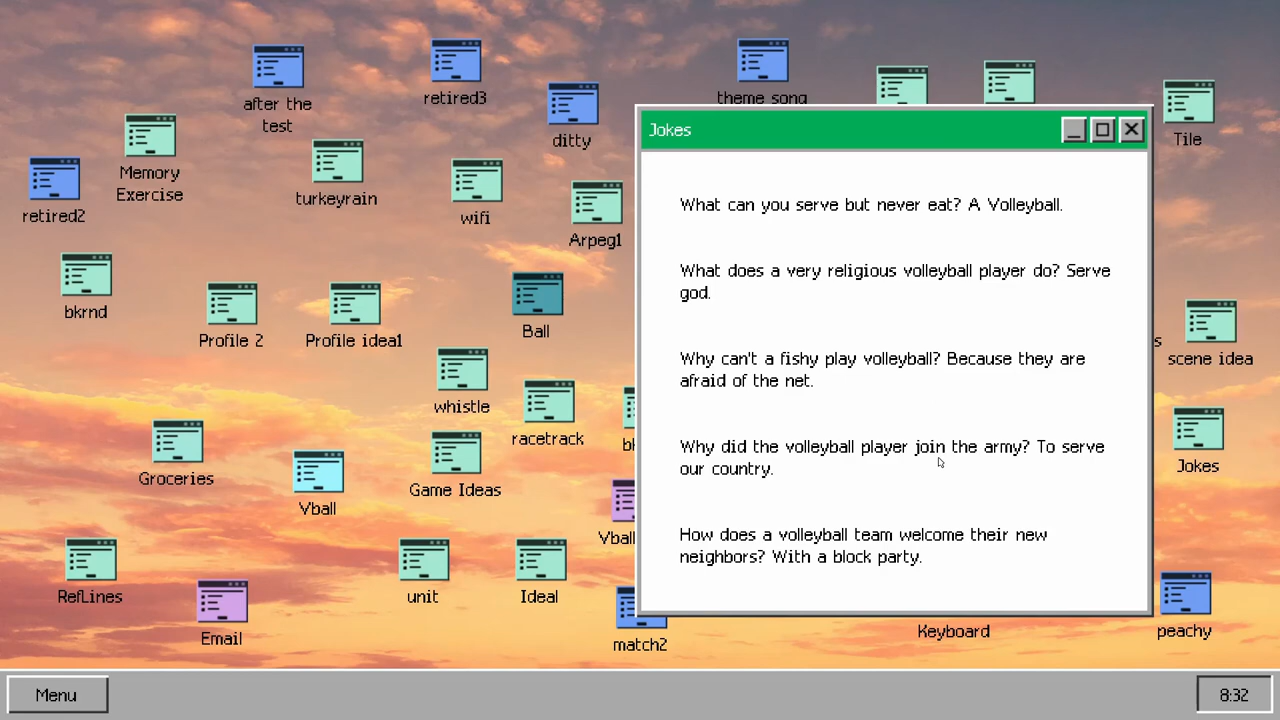 after the
test
retired3
ditty
theme song
Tile
Memory
Exercise
retired2
turkeyrain
wifi
Arpeg1
bkrnd
Profile 2
Profile idea1
Ball
scene idea
whistle
racetrack
Groceries
Vball
Game Ideas
Vball
Jokes
RefLines
Email
unit
Ideal
match2
Keyboard
peachy
Jokes
What can you serve but never eat? A Volleyball.
What does a very religious volleyball player do? Serve
god.
Why can't a fishy play volleyball? Because they are
afraid of the net.
Why did the volleyball player join the army? To serve
our country.
How does a volleyball team welcome their new
neighbors? With a block party.
Menu
8:32